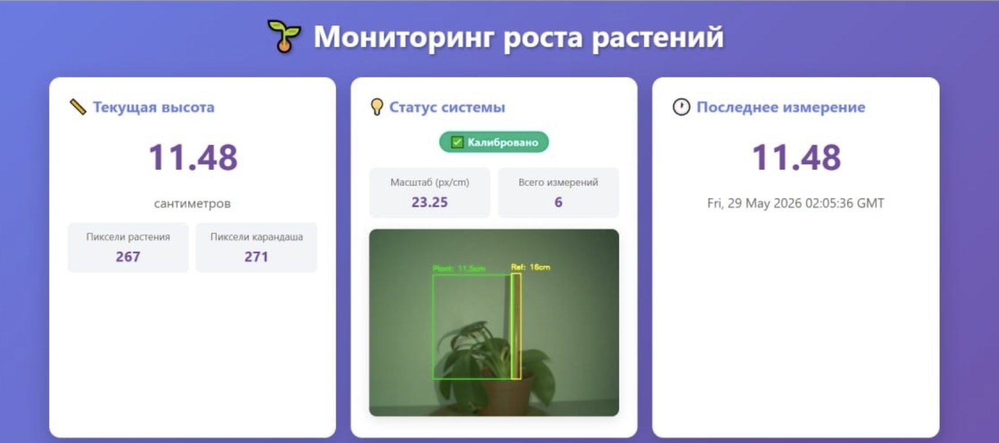 Мониторинг роста растений
Текущая высота
11.48
сантиметров
Пиксели растения
267
Пиксели карандаша
271
Статус системы
Калибровано
Масштаб (px/cm)
23.25
Всего измерений
6
Plant: 11.5cm
Ref: 16cm
Последнее измерение
11.48
Fri, 29 May 2026 02:05:36 GMT